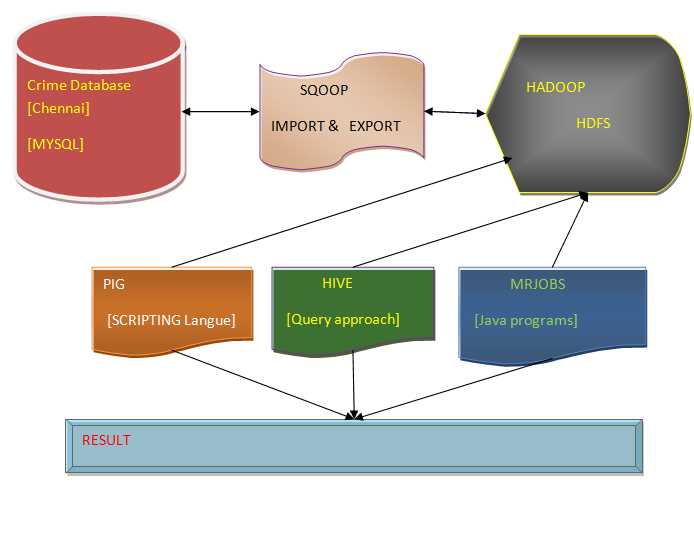 Crime Database
[Chennai]
[MYSQL]
SQOOP
IMPORT & EXPORT
HADOOP
HDFS
PIG
[SCRIPTING Langue]
HIVE
[Query approach]
MRJOBS
[Java programs]
RESULT